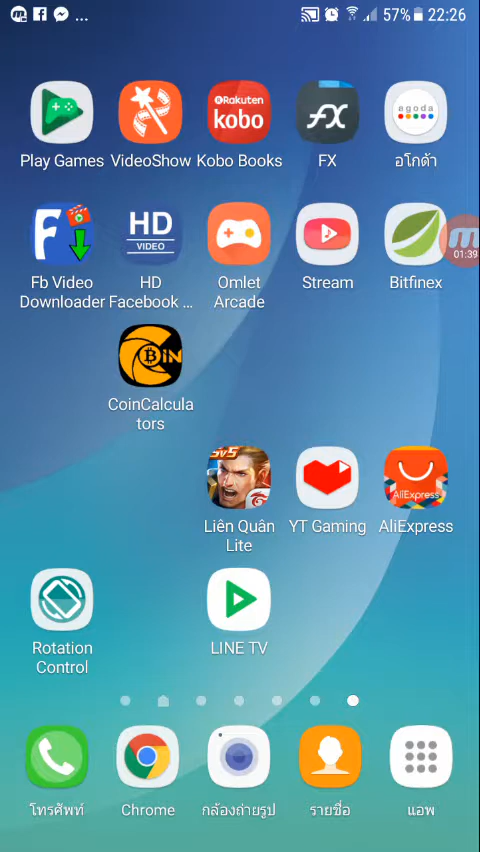 ... 57% 22:26
Rakuten
kobo
FX
agoda
Play Games VideoShow Kobo Books FX อโกด้า
F HD
VIDEO
m
01:39
Fb Video
Downloader
HD
Facebook ...
Omlet
Arcade
Stream
Bitfinex
BiN
CoinCalcula
tors
5V5
AliExpress
Liên Quân
Lite
YT Gaming
AliExpress
Rotation
Control
LINE TV
โทรศัพท์ Chrome กล้องถ่ายรูป รายชื่อ แอพ